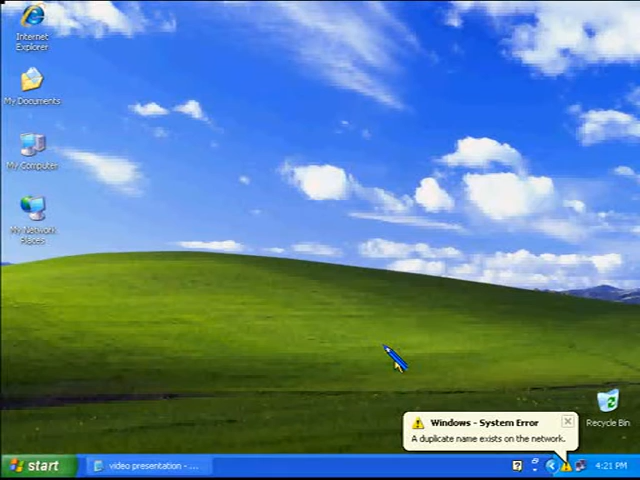 Internet
Explorer
My Documents
My Computer
My Network
Places
Recycle Bin
Windows - System Error
A duplicate name exists on the network.
start
video presentation - ...
?
4:21 PM